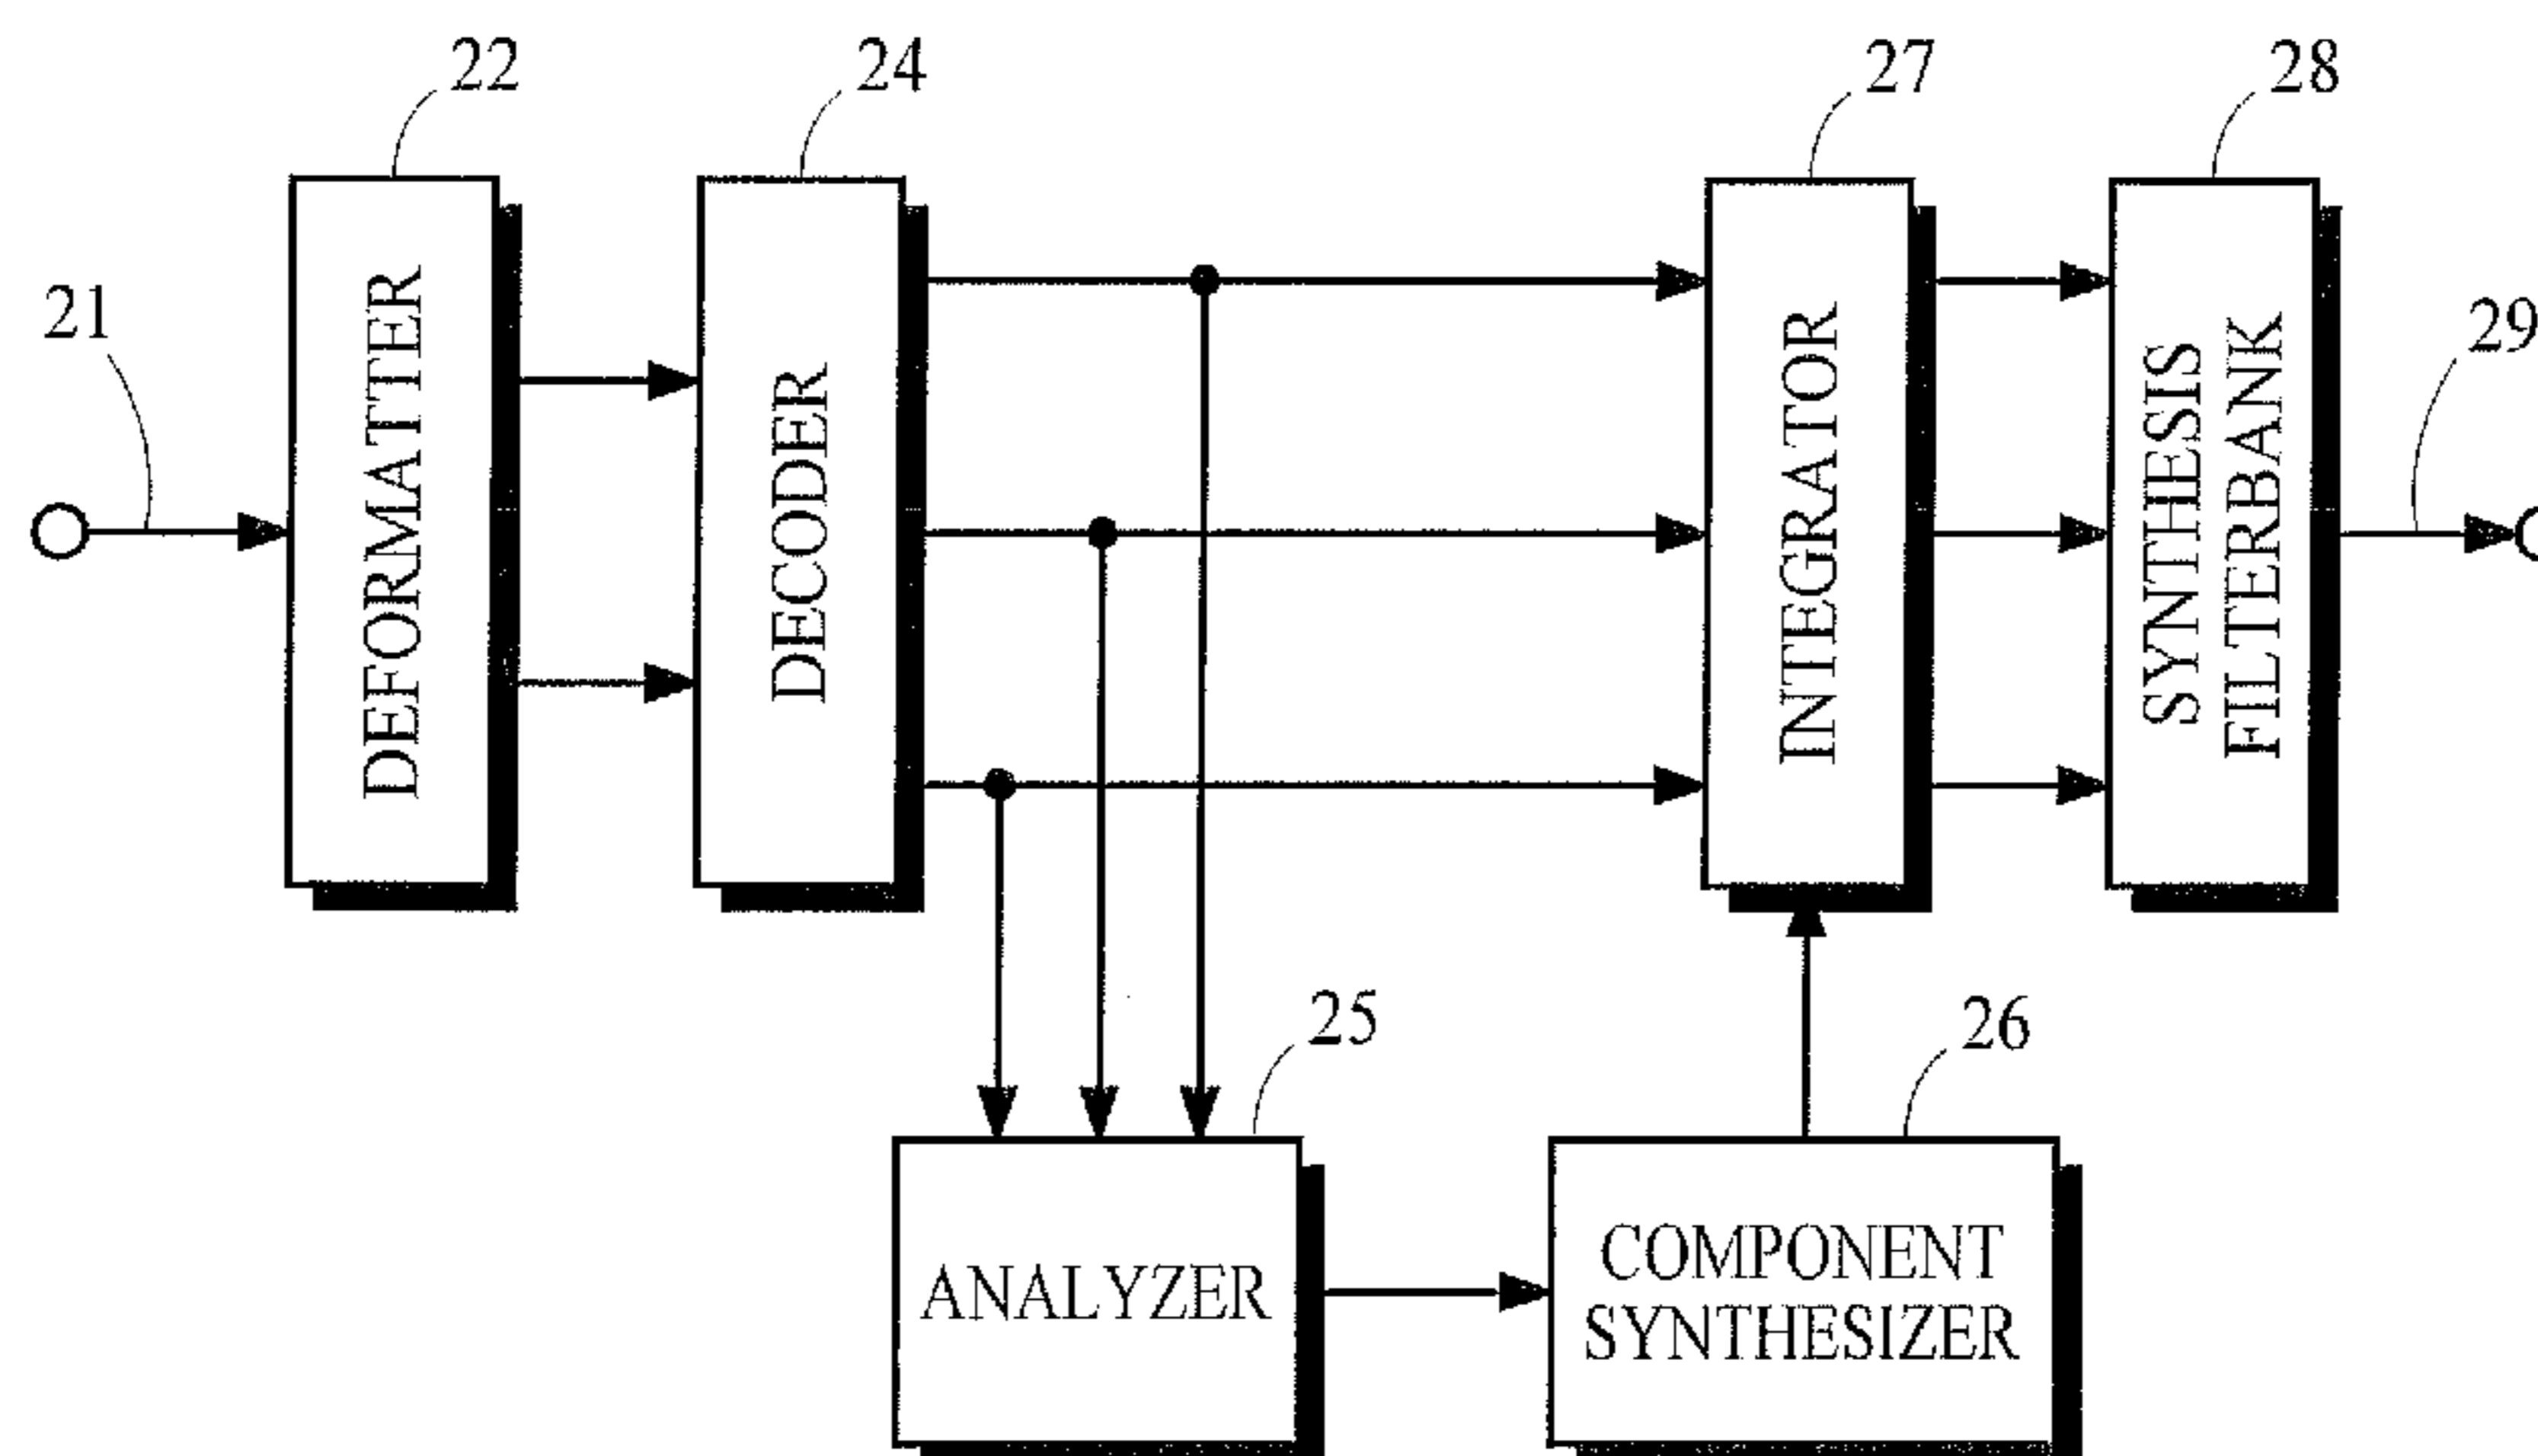 22
24
27
28
21
29
DEFORMATTER
DECODER
INTEGRATOR
SYNTHESIS
FILTERBANK
25
26
ANALYZER
COMPONENT
SYNTHESIZER